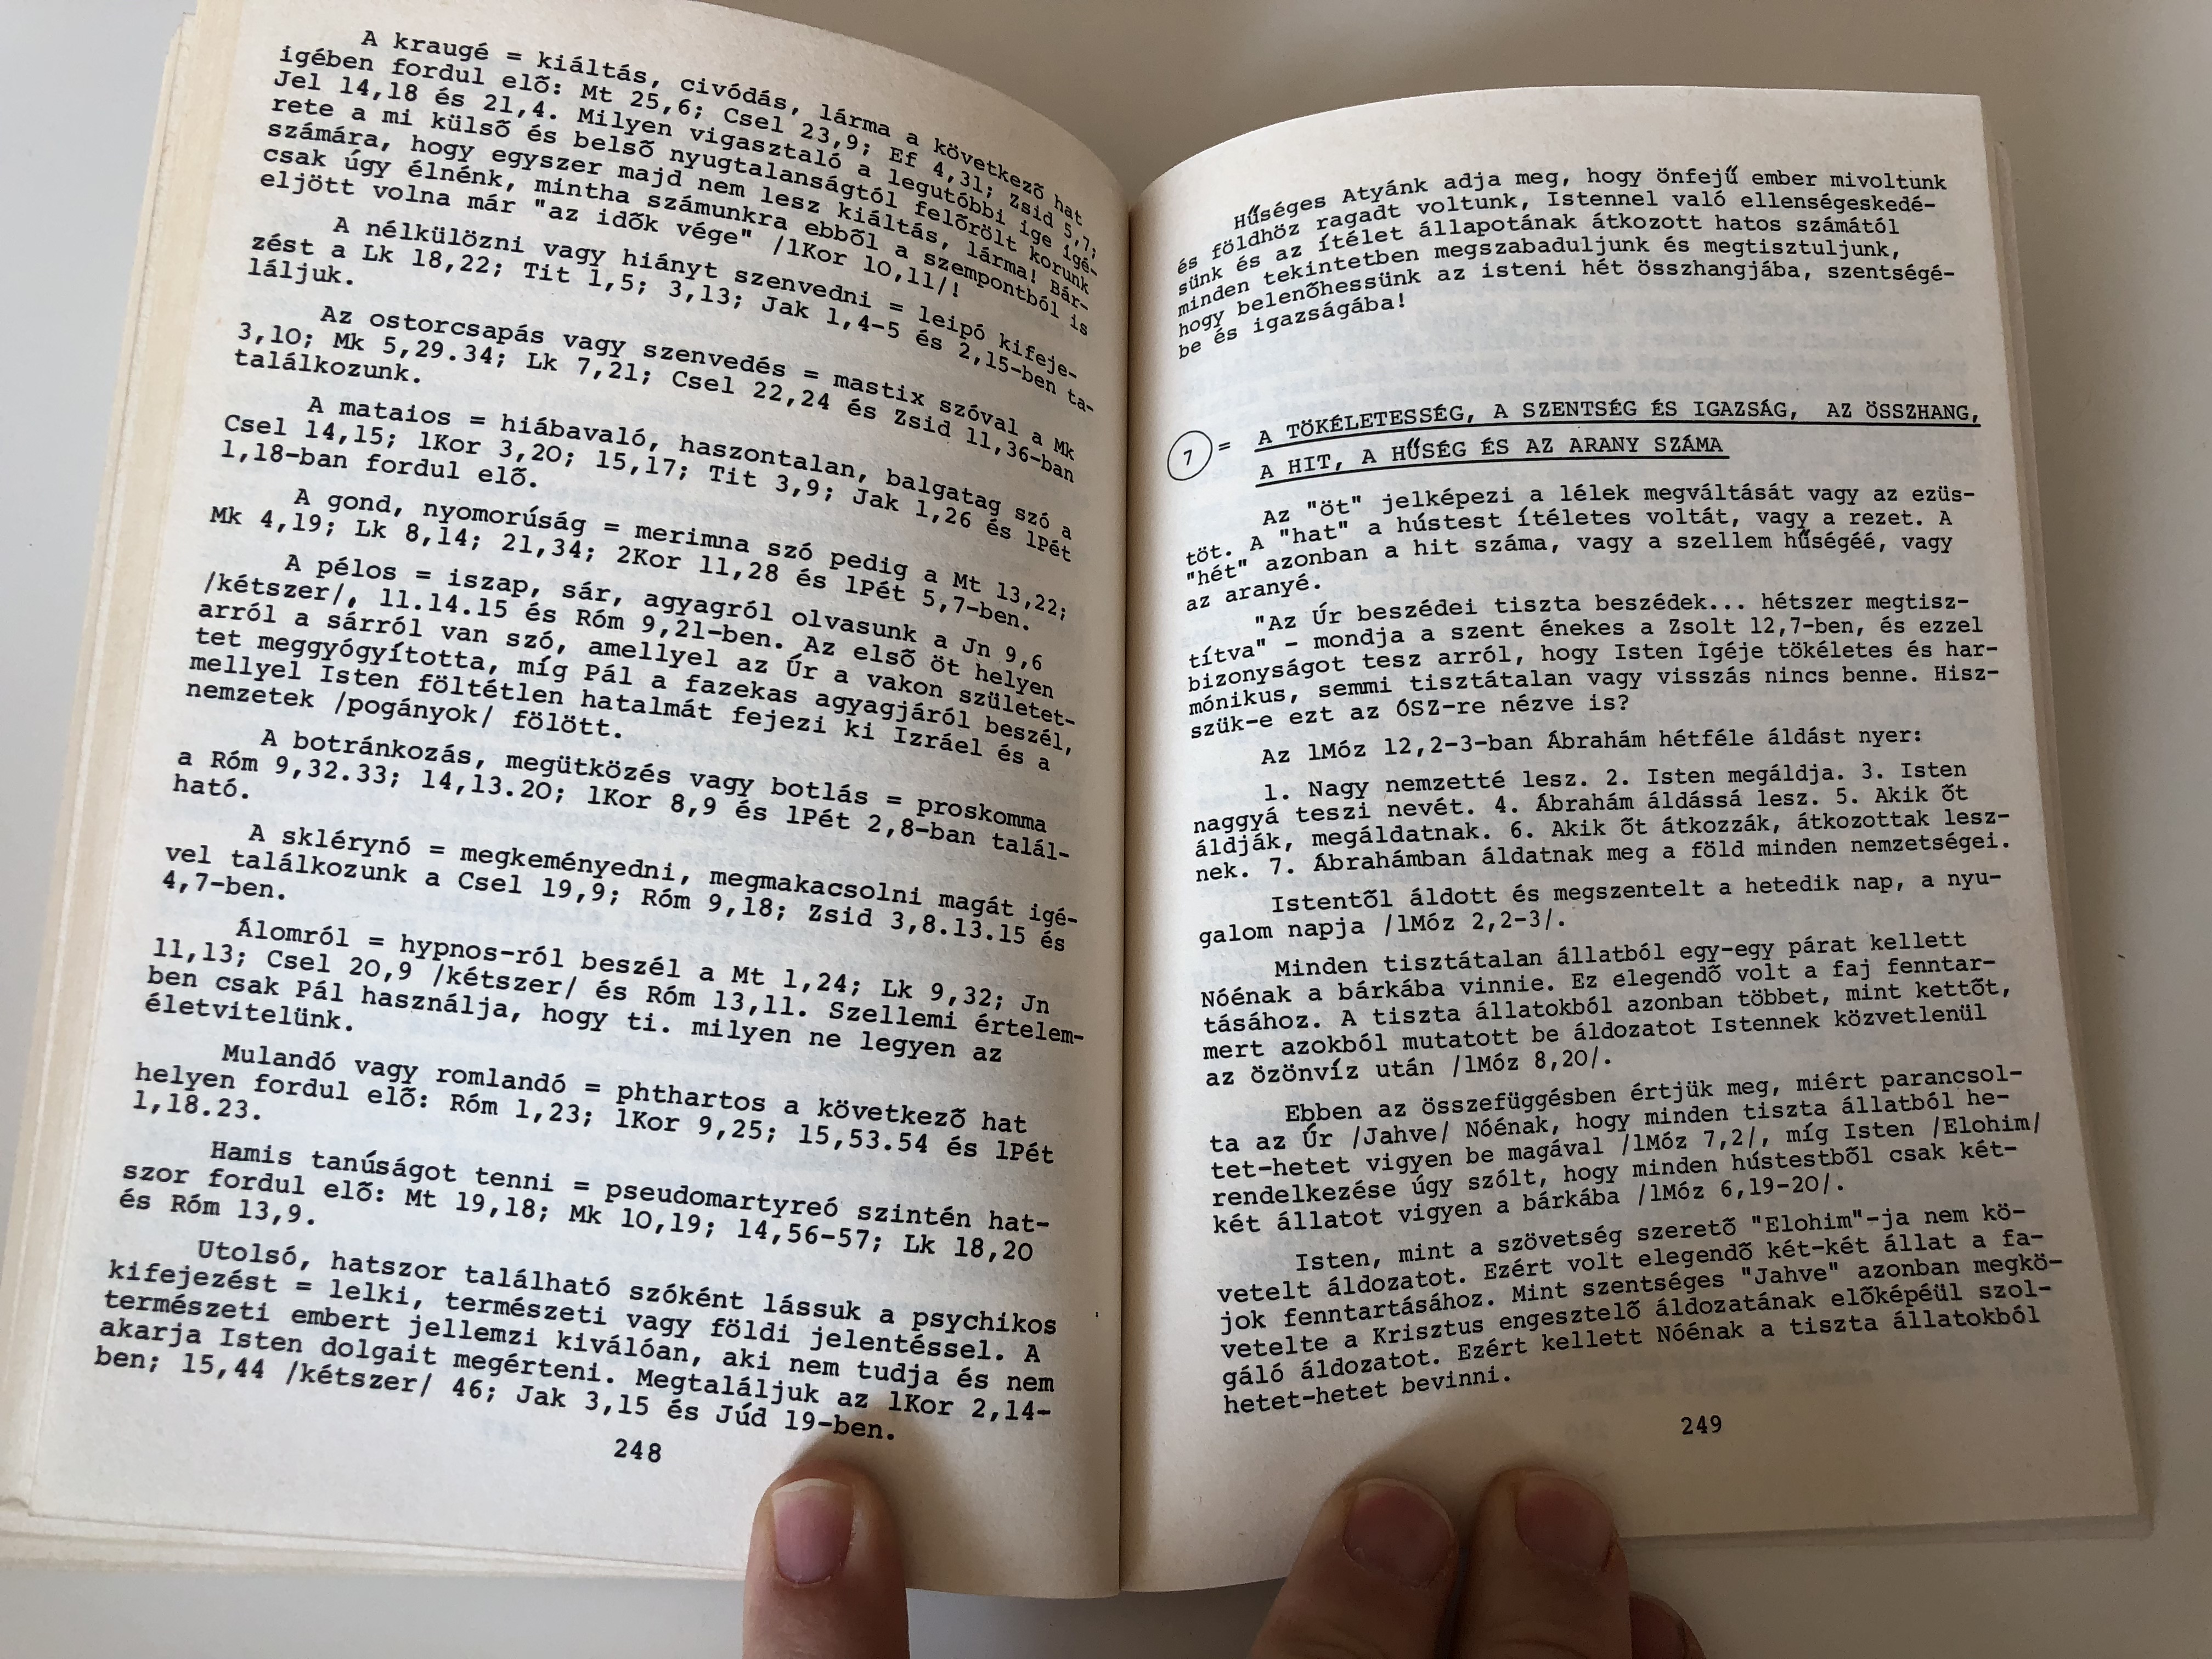 A kraugé = kiáltás, civódás, lárma a következő hat
igében fordul elő: Mt 25,6; Csel 23,9; Ef 4,31; Zsid 5,7;
Jel 14,18 és 21,4. Milyen vigasztaló a legutóbbi ige ígé-
rete a mi külső és belső nyugtalanságtól felőrölt korunk
számára, hogy egyszer majd nem lesz kiáltás, lárma! Bár-
csak úgy élnénk, mintha számunkra ebből a szempontból is
eljött volna már "az idők vége" /1Kor 10,11/!
A nélkülözni vagy hiányt szenvedni = leipó kifeje-
zést a Lk 18,22; Tit 1,5; 3,13; Jak 1,4-5 és 2,15-ben ta-
láljuk.
Az ostorcsapás vagy szenvedés = mastix szóval a Mk
3,10; Mk 5,29.34; Lk 7,21; Csel 22,24 és Zsid 11,36-ban
találkozunk.
A mataios = hiábavaló, haszontalan, balgatag szó a
Csel 14,15; 1Kor 3,20; 15,17; Tit 3,9; Jak 1,26 és 1Pét
1,18-ban fordul elő.
A gond, nyomorúság = merimna szó pedig a Mt 13,22;
Mk 4,19; Lk 8,14; 21,34; 2Kor 11,28 és 1Pét 5,7-ben.
A pélos = iszap, sár, agyagról olvasunk a Jn 9,6
/kétszer/, 11.14.15 és Róm 9,21-ben. Az első öt helyen
arról a sárról van szó, amellyel az Úr a vakon született-
tet meggyógyította, míg Pál a fazekas agyagjáról beszél,
mellyel Isten föltétlen hatalmát fejezi ki Izráel és a
nemzetek /pogányok/ fölött.
A botránkozás, megütközés vagy botlás = proskomma
a Róm 9,32.33; 14,13.20; 1Kor 8,9 és 1Pét 2,8-ban talál-
ható.
A sklérynó = megkeményedni, megmakacsolni magát igé-
vel találkozunk a Csel 19,9; Róm 9,18; Zsid 3,8.13.15 és
4,7-ben.
Álomról = hypnos-ról beszél a Mt 1,24; Lk 9,32; Jn
11,13; Csel 20,9 /kétszer/ és Róm 13,11. Szellemi értelem-
ben csak Pál használja, hogy ti. milyen ne legyen az
életvitelünk.
Mulandó vagy romlandó = phthartos a következő hat
helyen fordul elő: Róm 1,23; 1Kor 9,25; 15,53.54 és 1Pét
1,18.23.
Hamis tanúságot tenni = pseudomartyreó szintén hat-
szor fordul elő: Mt 19,18; Mk 10,19; 14,56-57; Lk 18,20
és Róm 13,9.
Utolsó, hatszor található szóként lássuk a psychikos
kifejezést = lelki, természeti vagy földi jelentéssel. A
természeti embert jellemzi kiválóan, aki nem tudja és nem
akarja Isten dolgait megérteni. Megtaláljuk az 1Kor 2,14-
ben; 15,44 /kétszer/ 46; Jak 3,15 és Júd 19-ben.
248
Hűséges Atyánk adja meg, hogy önfejű ember mivoltunk
és földhöz ragadt voltunk, Istennel való ellenségeskedé-
sünk és az ítélet állapotának átkozott hatos számától
minden tekintetben megszabaduljunk és megtisztuljunk,
hogy belenőhessünk az isteni hét összhangjába, szentségé-
be és igazságába!
7 = A TÖKÉLETESSÉG, A SZENTSÉG ÉS IGAZSÁG, AZ ÖSSZHANG,
A HIT, A HŰSÉG ÉS AZ ARANY SZÁMA
Az "öt" jelképezi a lélek megváltását vagy az ezüs-
töt. A "hat" a hústest ítéletes voltát, vagy a rezet. A
"hét" azonban a hit száma, vagy a szellem hűségéé, vagy
az aranyé.
"Az Úr beszédei tiszta beszédek... hétszer megtisz-
títva" - mondja a szent énekes a Zsolt 12,7-ben, és ezzel
bizonyságot tesz arról, hogy Isten Igéje tökéletes és har-
mónikus, semmi tisztátalan vagy visszás nincs benne. Hisz-
szük-e ezt az ÓSZ-re nézve is?
Az 1Móz 12,2-3-ban Ábrahám hétféle áldást nyer:
1. Nagy nemzetté lesz. 2. Isten megáldja. 3. Isten
naggyá teszi nevét. 4. Ábrahám áldássá lesz. 5. Akik őt
áldják, megáldatnak. 6. Akik őt átkozzák, átkozottak lesz-
nek. 7. Ábrahámban áldatnak meg a föld minden nemzetségei.
Istentől áldott és megszentelt a hetedik nap, a nyu-
galom napja /1Móz 2,2-3/.
Minden tisztátalan állatból egy-egy párat kellett
Nóénak a bárkába vinnie. Ez elegendő volt a faj fenntar-
tásához. A tiszta állatokból azonban többet, mint kettőt,
mert azokból mutatott be áldozatot Istennek közvetlenül
az özönvíz után /1Móz 8,20/.
Ebben az összefüggésben értjük meg, miért parancsol-
ta az Úr /Jahve/ Nóénak, hogy minden tiszta állatból he-
tet-hetet vigyen be magával /1Móz 7,2/, míg Isten /Elohim/
rendelkezése úgy szólt, hogy minden hústestből csak két-
két állatot vigyen a bárkába /1Móz 6,19-20/.
Isten, mint a szövetség szerető "Elohim"-ja nem kö-
vetelt áldozatot. Ezért volt elegendő két-két állat a fa-
jok fenntartásához. Mint szentséges "Jahve" azonban megkö-
vetelte a Krisztus engesztelő áldozatának előképéül szol-
gáló áldozatot. Ezért kellett Nóénak a tiszta állatokból
hetet-hetet bevinni.
249